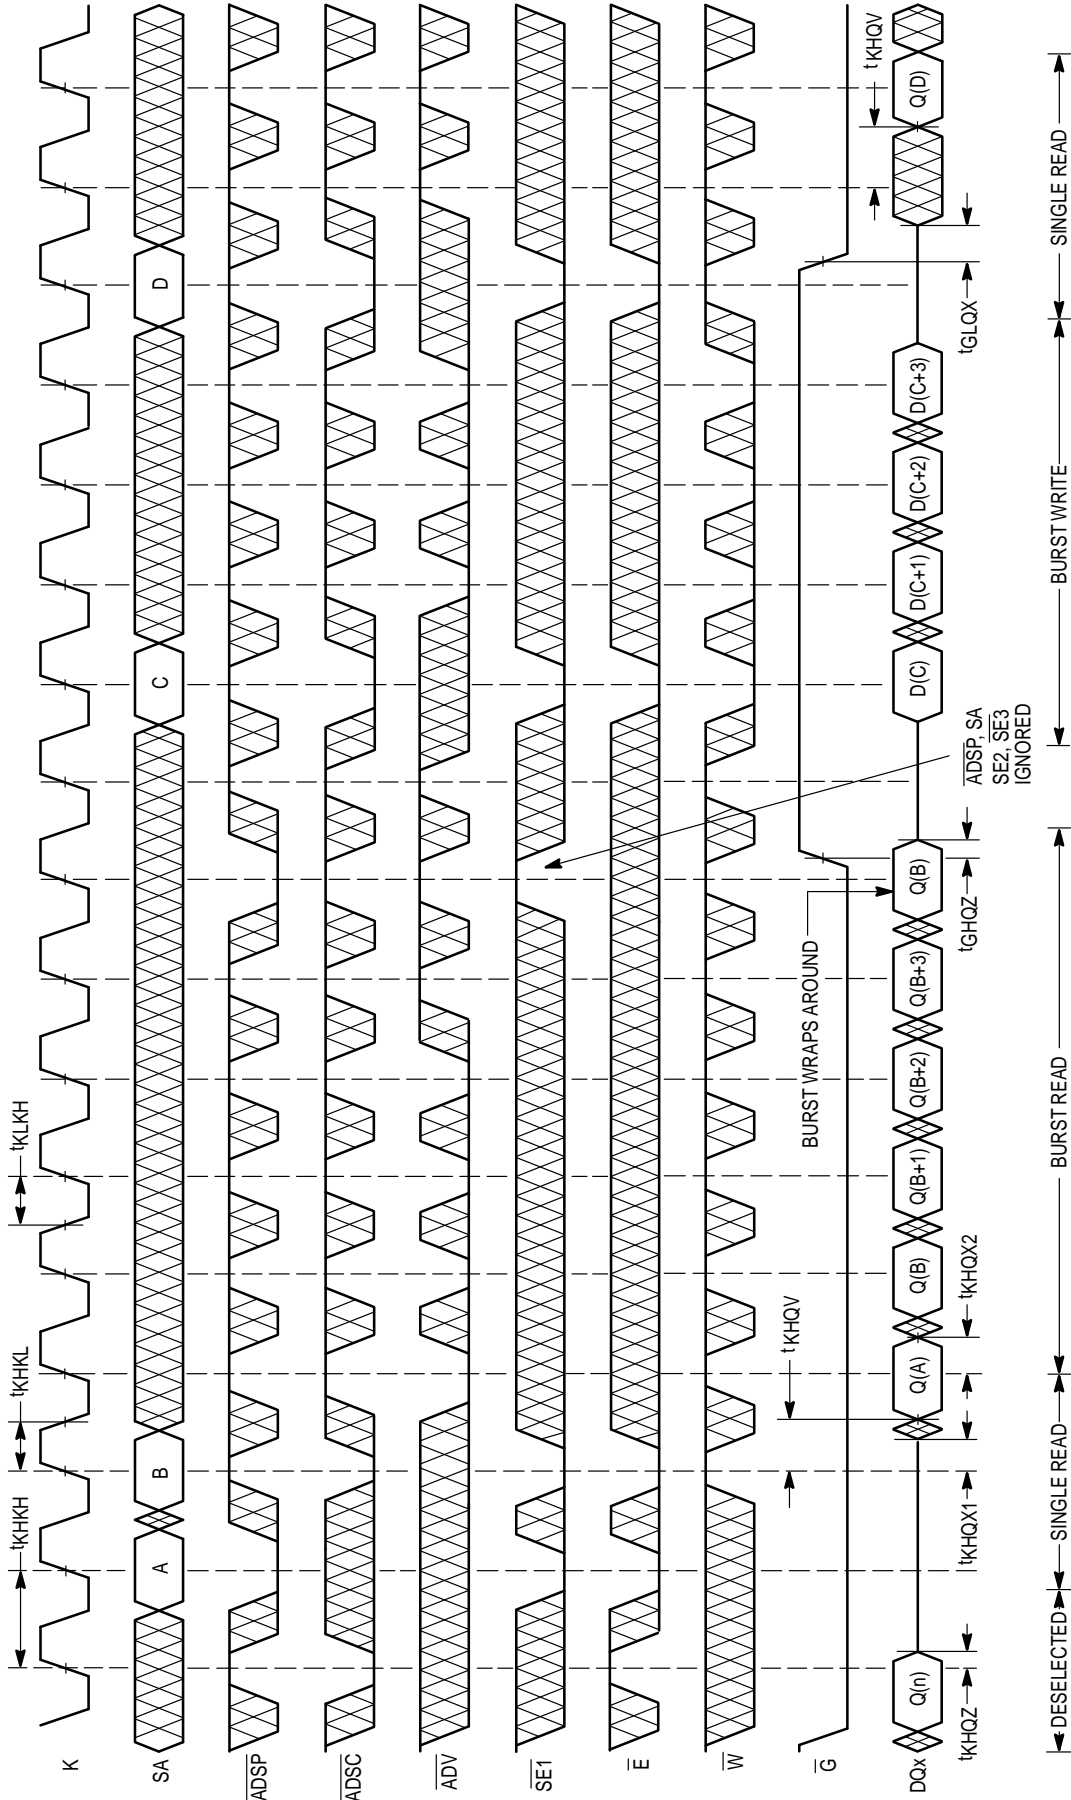 tKHKH
tKHKL
tKLKH
K
SA
A
B
C
D
ADSP
ADSC
ADV
SE1
E
W
G
tKHQV
BURST WRAPS AROUND
ADSP, SA
SE2, SE3
IGNORED
tKHQV
DQx
Q(n)
Q(A)
Q(B)
Q(B+1)
Q(B+2)
Q(B+3)
Q(B)
D(C)
D(C+1)
D(C+2)
D(C+3)
Q(D)
tKHQZ
tKHQX1
tKHQX2
tGHQZ
tGLQX
DESELECTED
SINGLE READ
BURST READ
BURST WRITE
SINGLE READ